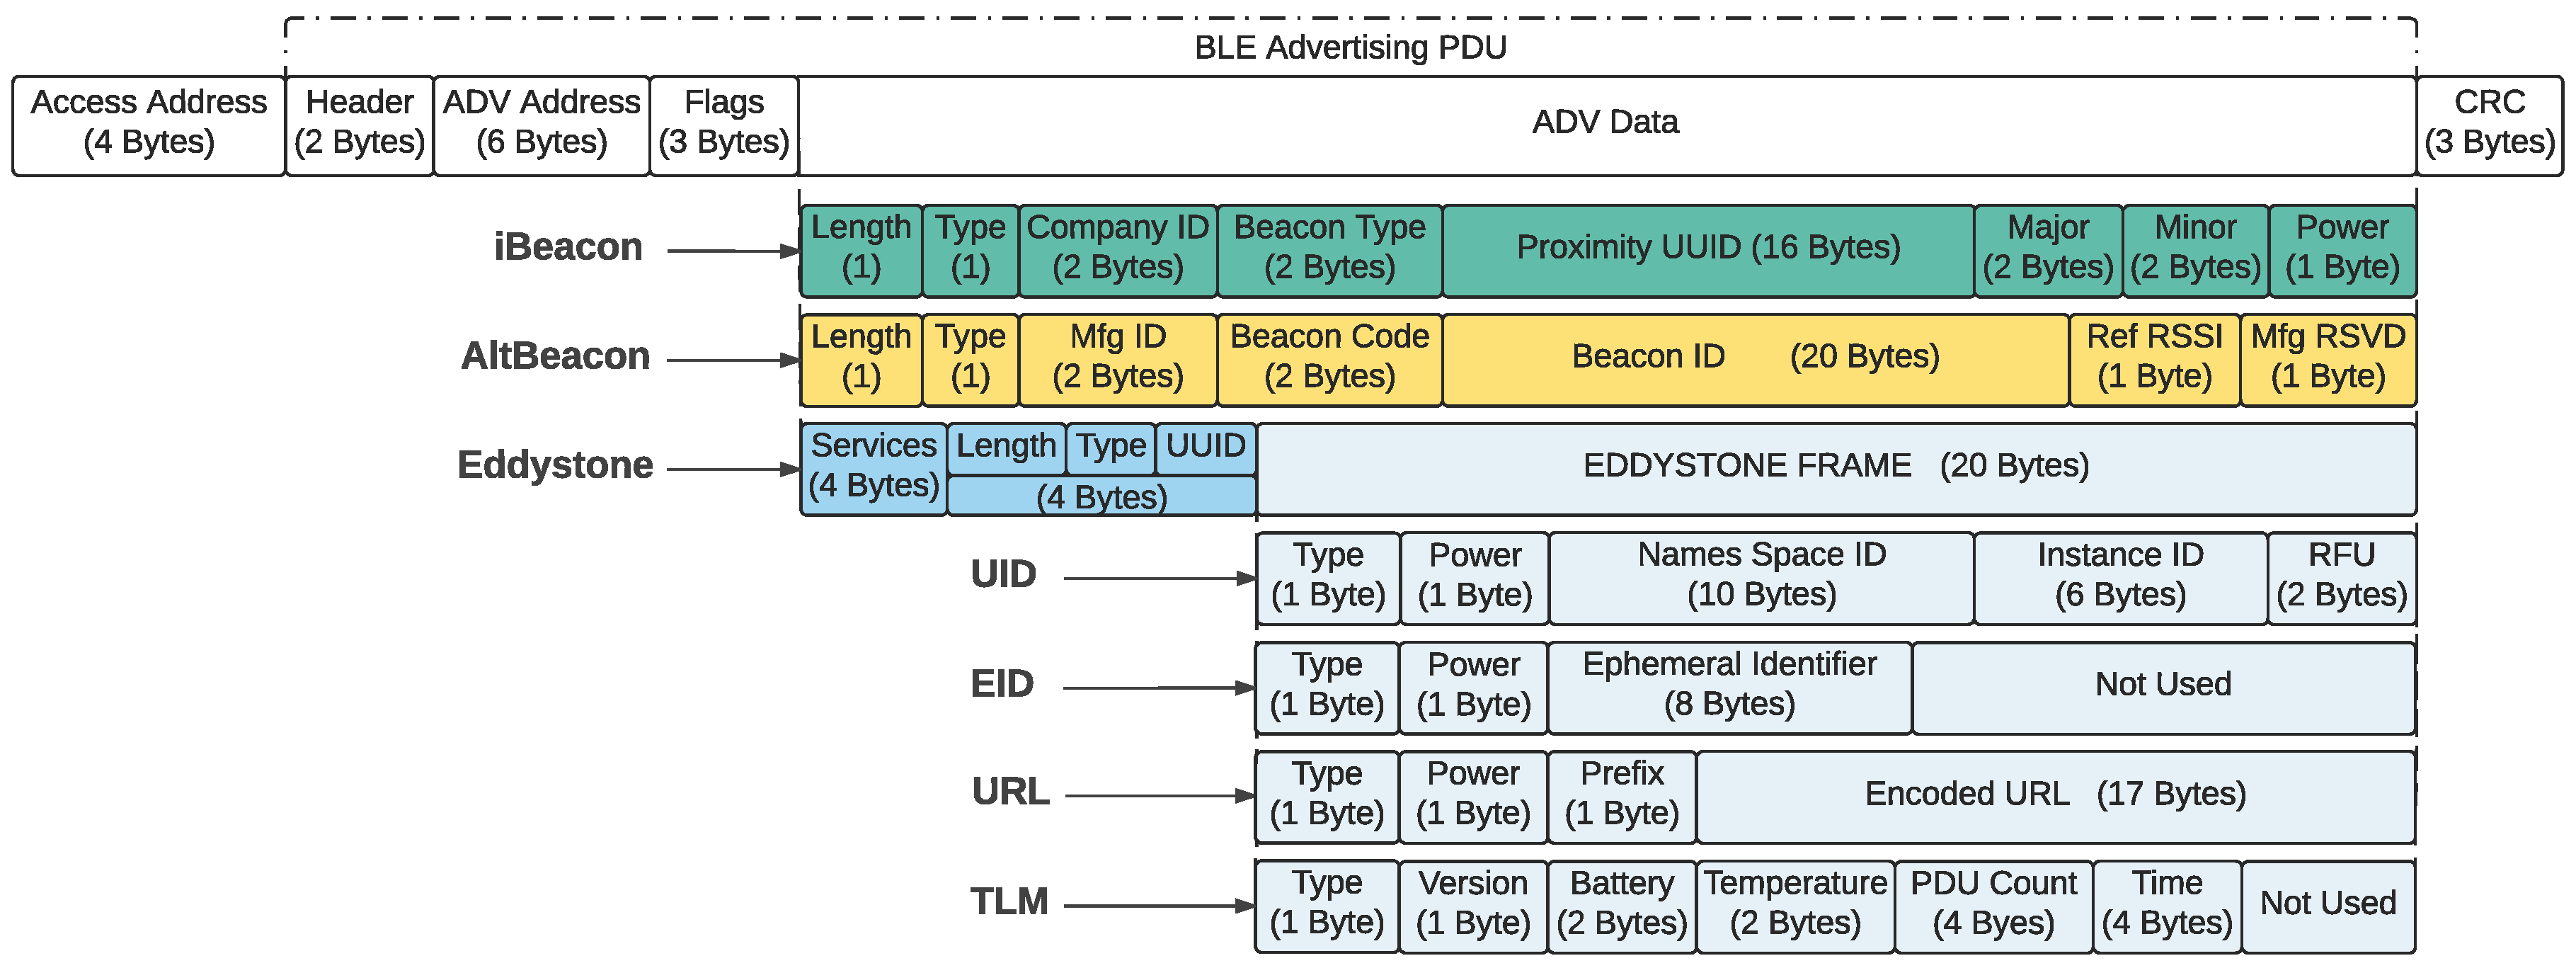 BLE Advertising PDU
Access Address
(4 Bytes)
Header
(2 Bytes)
ADV Address
(6 Bytes)
Flags
(3 Bytes)
ADV Data
CRC
(3 Bytes)
iBeacon
Length
(1)
Type
(1)
Company ID
(2 Bytes)
Beacon Type
(2 Bytes)
Proximity UUID (16 Bytes)
Major
(2 Bytes)
Minor
(2 Bytes)
Power
(1 Byte)
AltBeacon
Length
(1)
Type
(1)
Mfg ID
(2 Bytes)
Beacon Code
(2 Bytes)
Beacon ID (20 Bytes)
Ref RSSI
(1 Byte)
Mfg RSVD
(1 Byte)
Eddystone
Services
(4 Bytes)
Length
Type
UUID
(4 Bytes)
EDDYSTONE FRAME (20 Bytes)
UID
Type
(1 Byte)
Power
(1 Byte)
Names Space ID
(10 Bytes)
Instance ID
(6 Bytes)
RFU
(2 Bytes)
EID
Type
(1 Byte)
Power
(1 Byte)
Ephemeral Identifier
(8 Bytes)
Not Used
URL
Type
(1 Byte)
Power
(1 Byte)
Prefix
(1 Byte)
Encoded URL (17 Bytes)
TLM
Type
(1 Byte)
Version
(1 Byte)
Battery
(2 Bytes)
Temperature
(2 Bytes)
PDU Count
(4 Byes)
Time
(4 Bytes)
Not Used